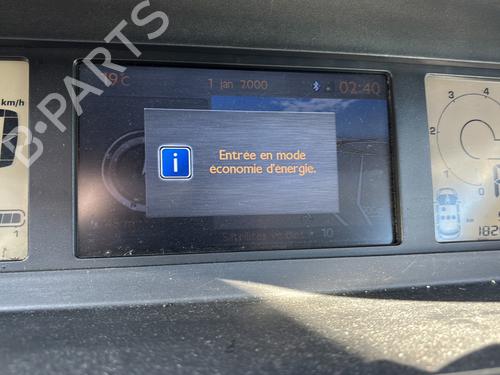 19°C
1 jan 2000
02:40
km/h
Entrée en mode
économie d'énergie.
4
3
2
1
0
1
10
182
B-PARTS